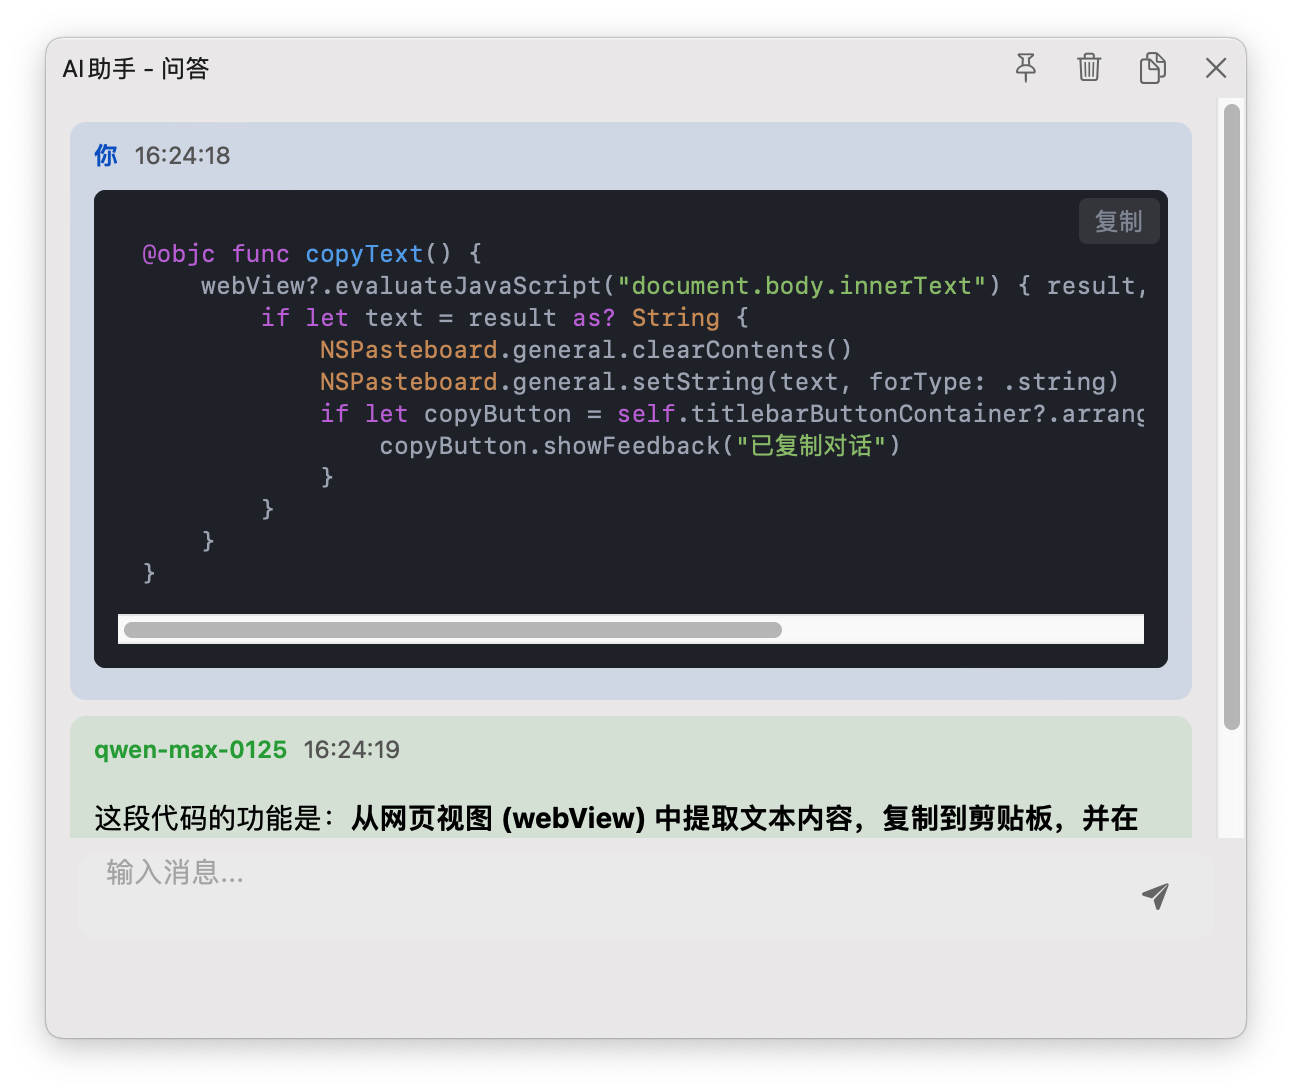 AI助手 - 问答
你 16:24:18
复制
@objc func copyText() {
    webView?.evaluateJavaScript("document.body.innerText") { result,
        if let text = result as? String {
            NSPasteboard.general.clearContents()
            NSPasteboard.general.setString(text, forType: .string)
            if let copyButton = self.titlebarButtonContainer?.arrang
                copyButton.showFeedback("已复制对话")
            }
        }
    }
}
qwen-max-0125 16:24:19
这段代码的功能是：从网页视图 (webView) 中提取文本内容，复制到剪贴板，并在
输入消息...